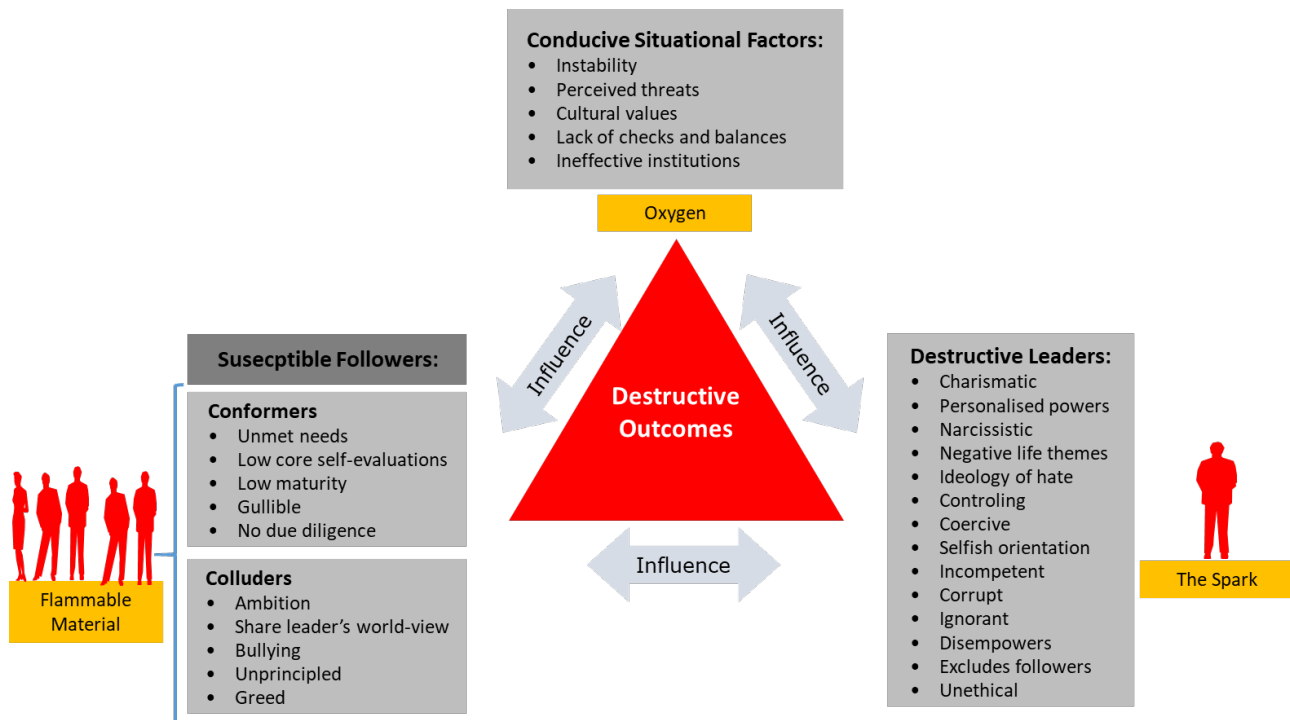 Conducive Situational Factors:
• Instability
• Perceived threats
• Cultural values
• Lack of checks and balances
• Ineffective institutions
Oxygen
Influence
Influence
Destructive
Outcomes
Influence
Susecptible Followers:
Conformers
• Unmet needs
• Low core self-evaluations
• Low maturity
• Gullible
• No due diligence
Colluders
• Ambition
• Share leader’s world-view
• Bullying
• Unprincipled
• Greed
Flammable
Material
Destructive Leaders:
• Charismatic
• Personalised powers
• Narcissistic
• Negative life themes
• Ideology of hate
• Controling
• Coercive
• Selfish orientation
• Incompetent
• Corrupt
• Ignorant
• Disempowers
• Excludes followers
• Unethical
The Spark